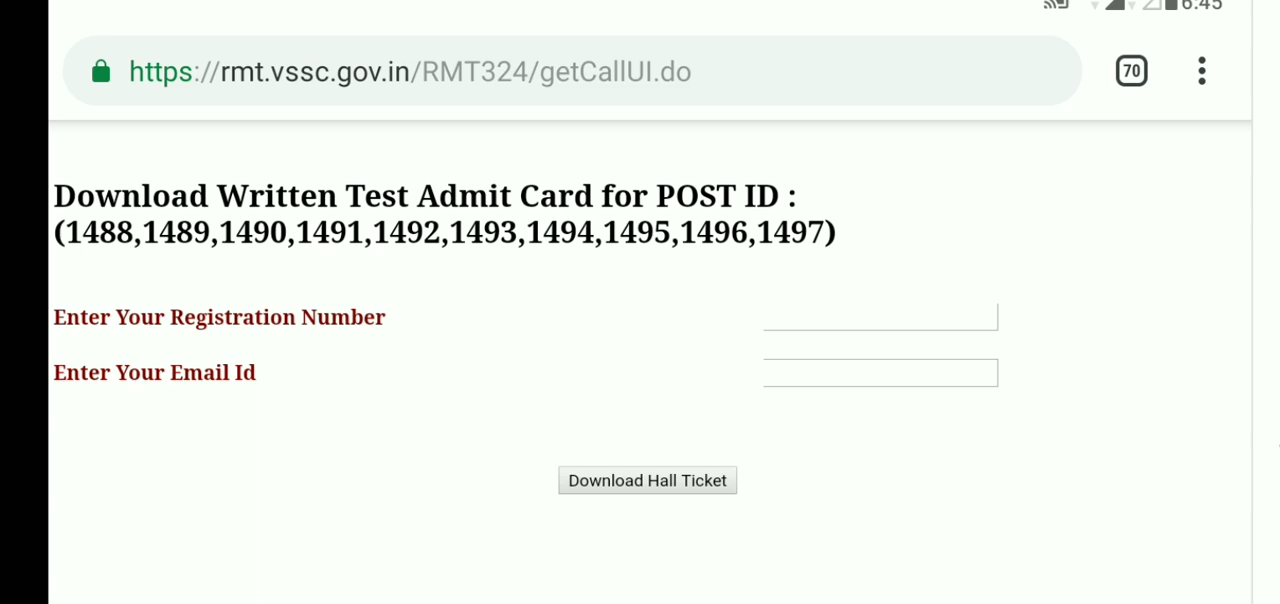 6:45
https://rmt.vssc.gov.in/RMT324/getCallUI.do
70
Download Written Test Admit Card for POST ID :
(1488,1489,1490,1491,1492,1493,1494,1495,1496,1497)
Enter Your Registration Number
Enter Your Email Id
Download Hall Ticket